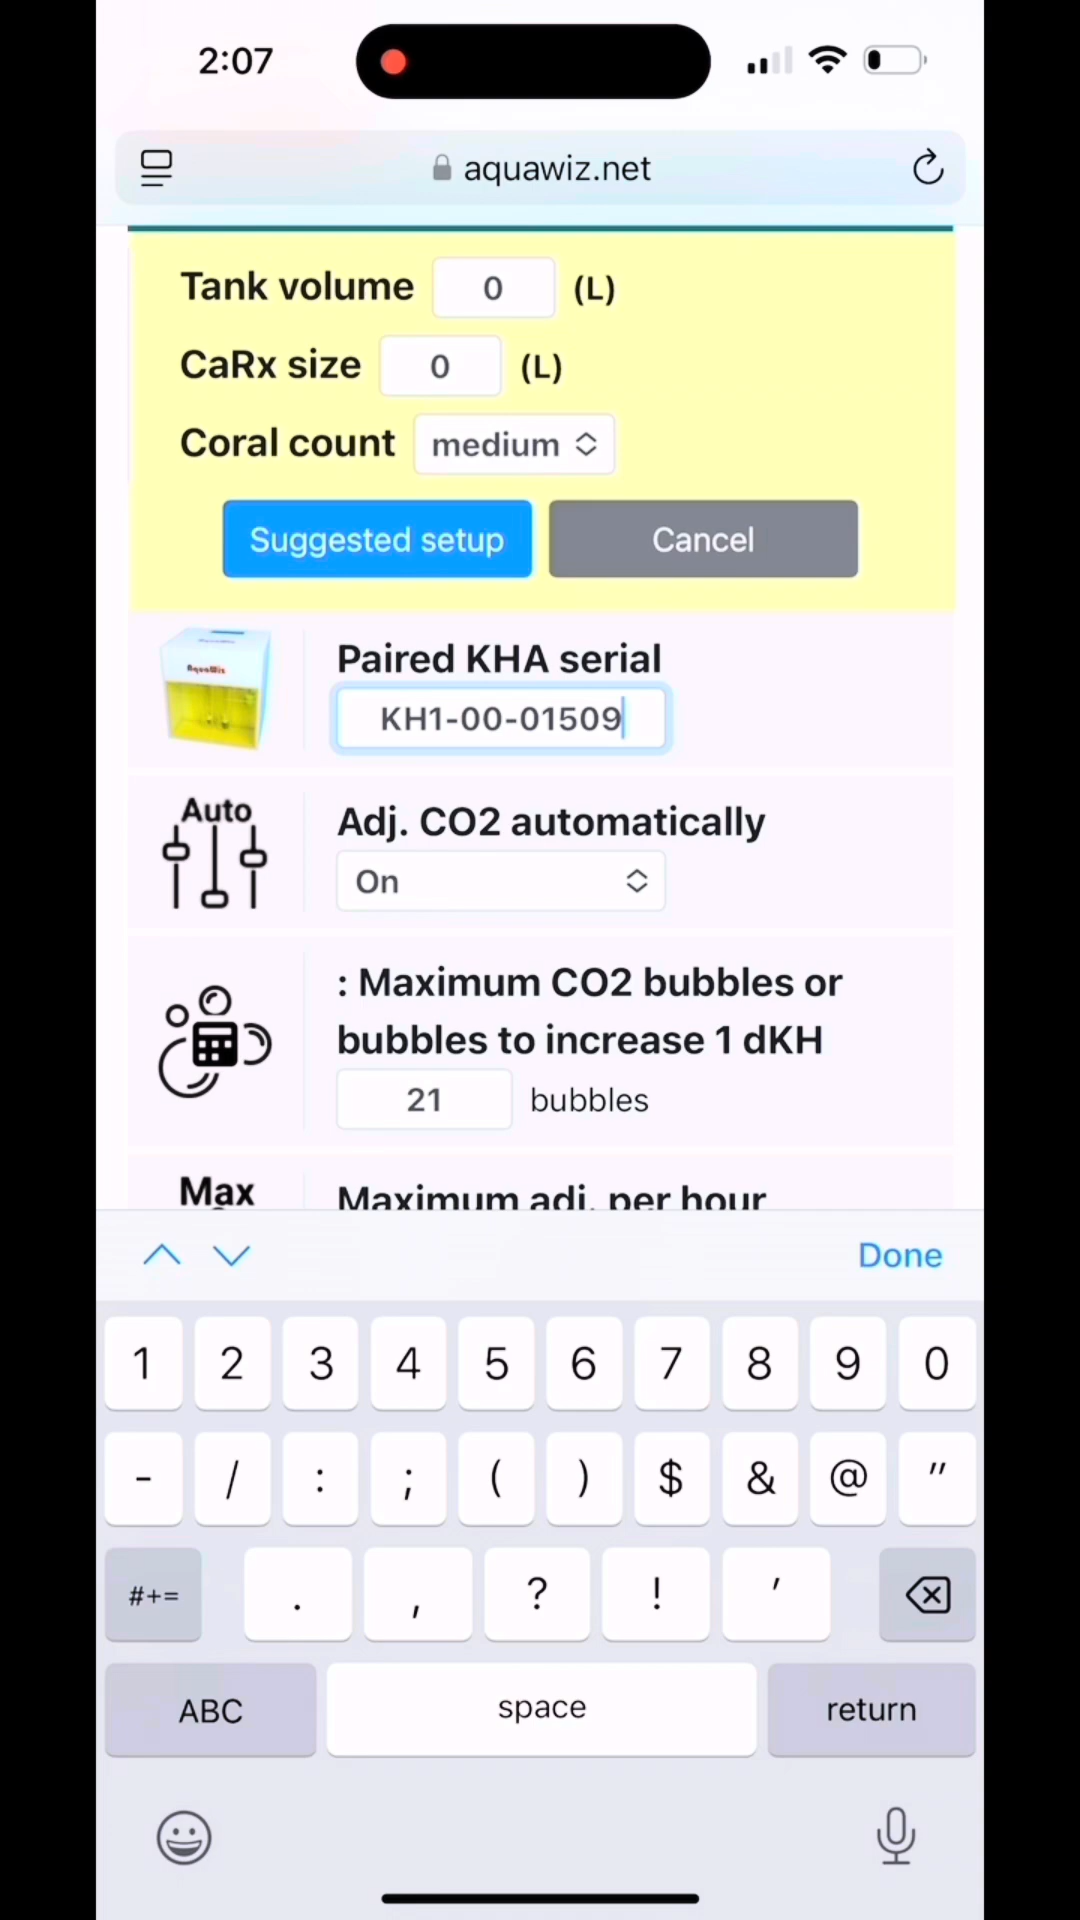 2:07
aquawiz.net
Tank volume 0 (L)
CaRx size 0 (L)
Coral count medium
Suggested setup Cancel
Paired KHA serial
AquaWiz
KH1-00-01509
Auto
Adj. CO2 automatically
On
: Maximum CO2 bubbles or
bubbles to increase 1 dKH
21 bubbles
Max
Maximum adj. per hour
Done
1 2 3 4 5 6 7 8 9 0
- / : ; ( ) $ & @ "
#+= . , ? ! '
ABC space return